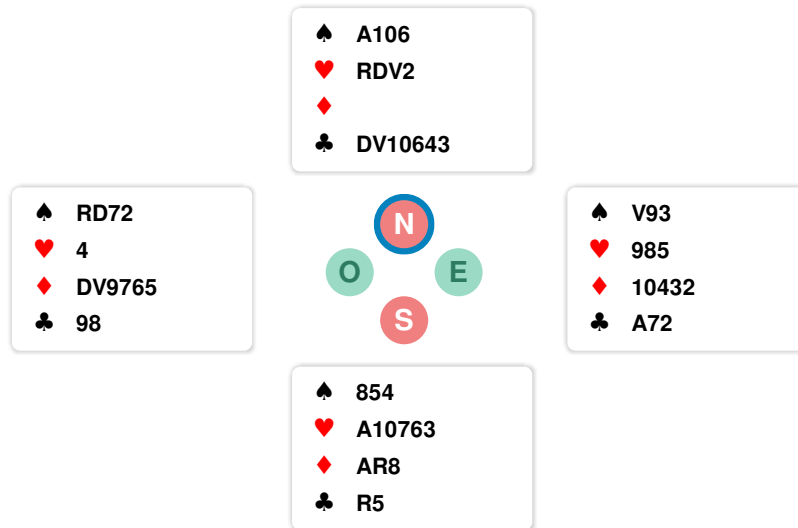 ♠ A106
♥ RDV2
♦
♣ DV10643
♠ RD72
♥ 4
♦ DV9765
♣ 98
N
O E
S
♠ V93
♥ 985
♦ 10432
♣ A72
♠ 854
♥ A10763
♦ AR8
♣ R5